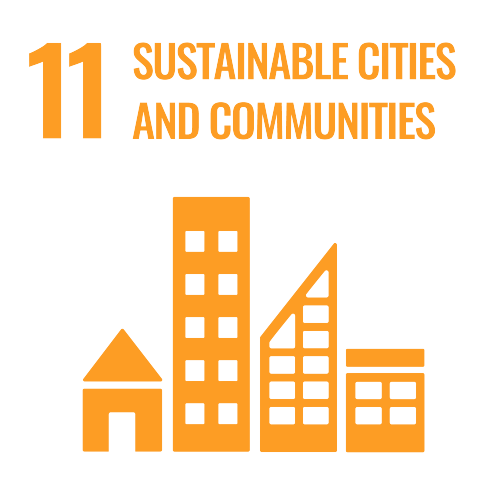 11
SUSTAINABLE CITIES
AND COMMUNITIES